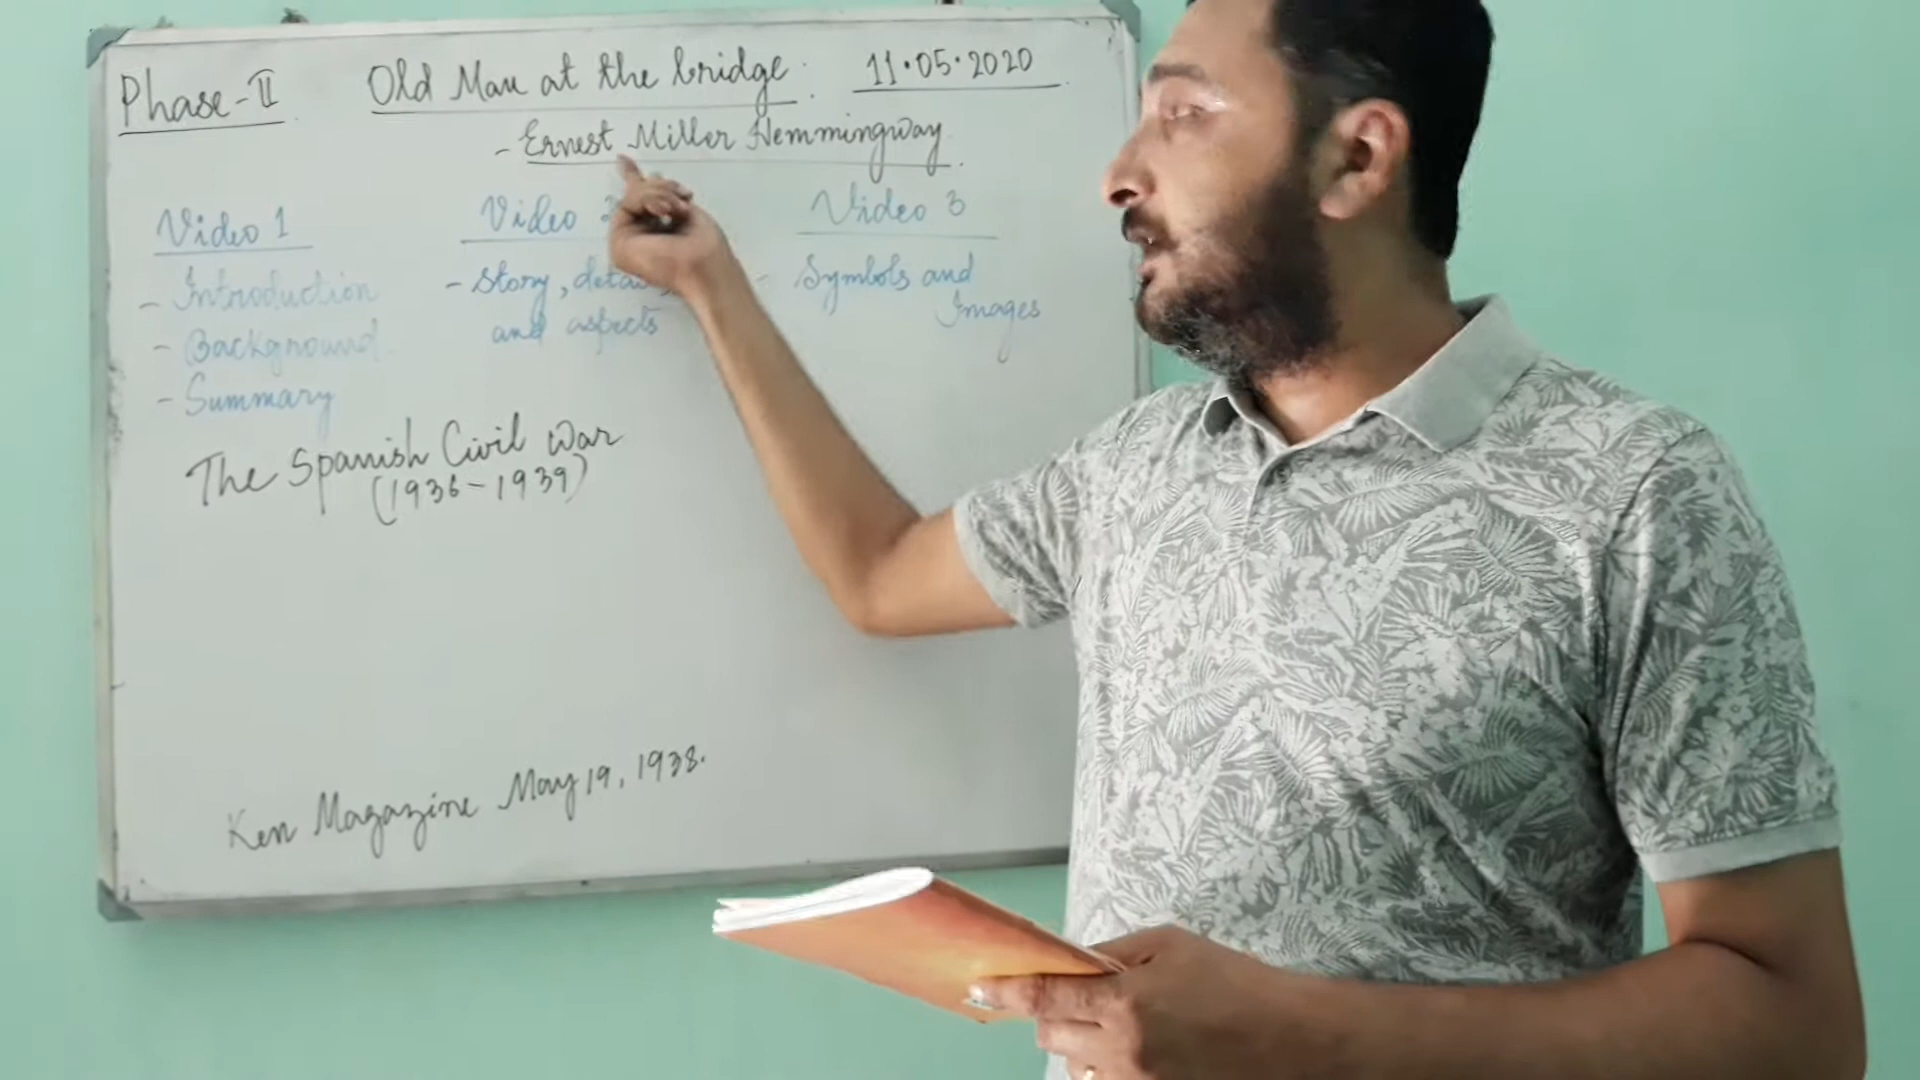 Phase-II Old Man at the bridge. 11.05.2020
- Ernest Miller Hemmingway.
Video 1
- Introduction
- Background.
- Summary
Video
- Story, details
and aspects
Video 3
- Symbols and
Images
The Spanish Civil War
(1936-1939)
Ken Magazine May 19, 1938.